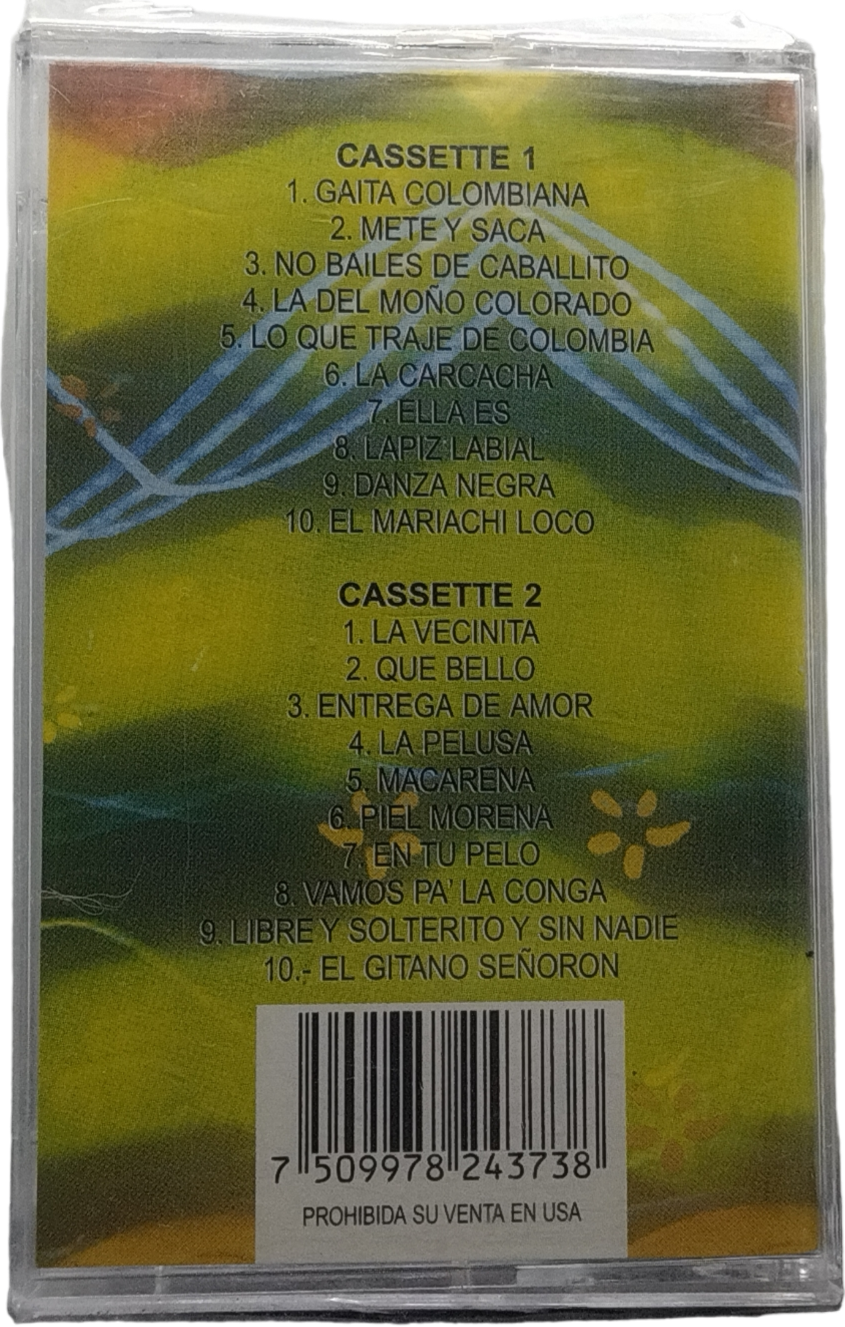 CASSETTE 1
1. GAITA COLOMBIANA
2. METE Y SACA
3. NO BAILES DE CABALLITO
4. LA DEL MOÑO COLORADO
5. LO QUE TRAJE DE COLOMBIA
6. LA CARCACHA
7. ELLA ES
8. LAPIZ LABIAL
9. DANZA NEGRA
10. EL MARIACHI LOCO
CASSETTE 2
1. LA VECINITA
2. QUE BELLO
3. ENTREGA DE AMOR
4. LA PELUSA
5. MACARENA
6. PIEL MORENA
7. EN TU PELO
8. VAMOS PA' LA CONGA
9. LIBRE Y SOLTERITO Y SIN NADIE
10.- EL GITANO SEÑORON
7 509978 243738
PROHIBIDA SU VENTA EN USA